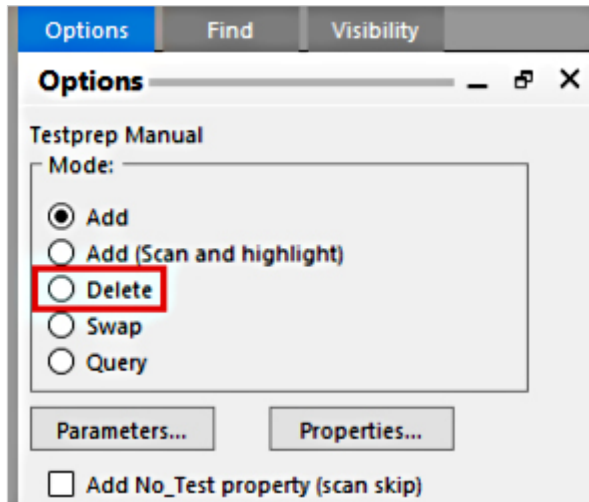 Options Find Visibility
Options
Testprep Manual
Mode:
Add
Add (Scan and highlight)
Delete
Swap
Query
Parameters... Properties...
Add No_Test property (scan skip)